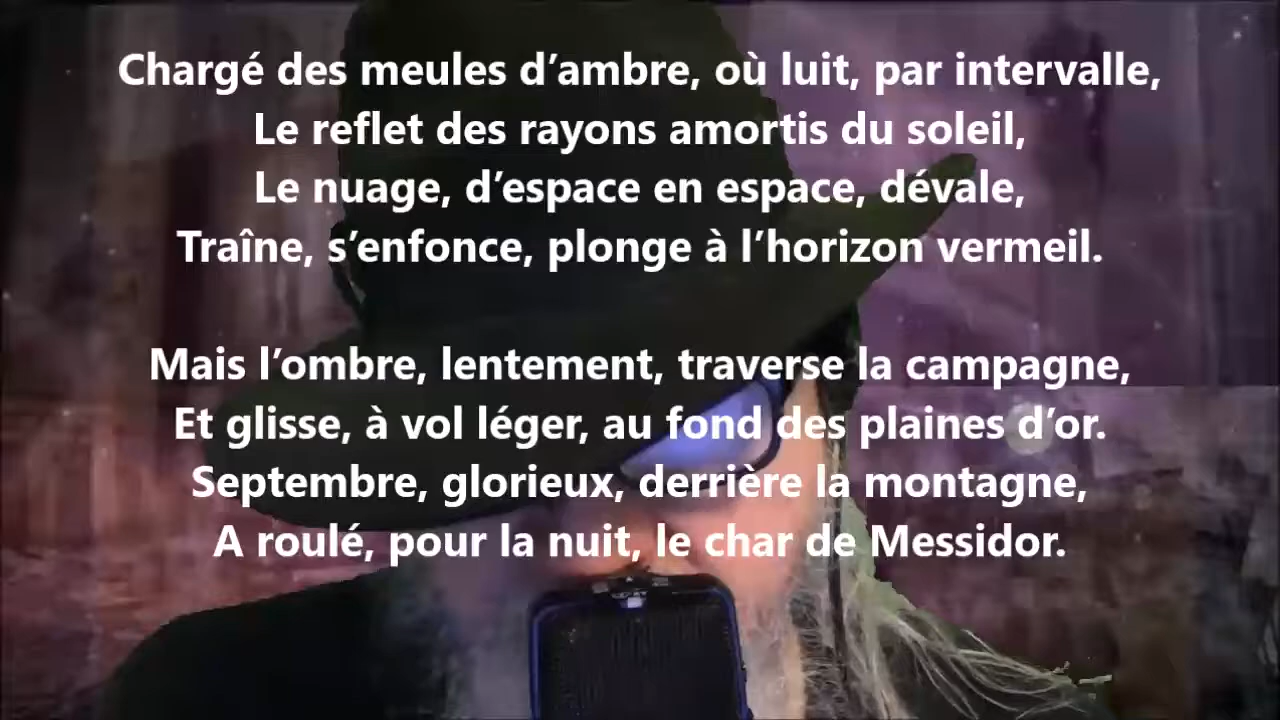 Chargé des meules d’ambre, où luit, par intervalle,
Le reflet des rayons amortis du soleil,
Le nuage, d’espace en espace, dévale,
Traîne, s’enfonce, plonge à l’horizon vermeil.
Mais l’ombre, lentement, traverse la campagne,
Et glisse, à vol léger, au fond des plaines d’or.
Septembre, glorieux, derrière la montagne,
A roulé, pour la nuit, le char de Messidor.